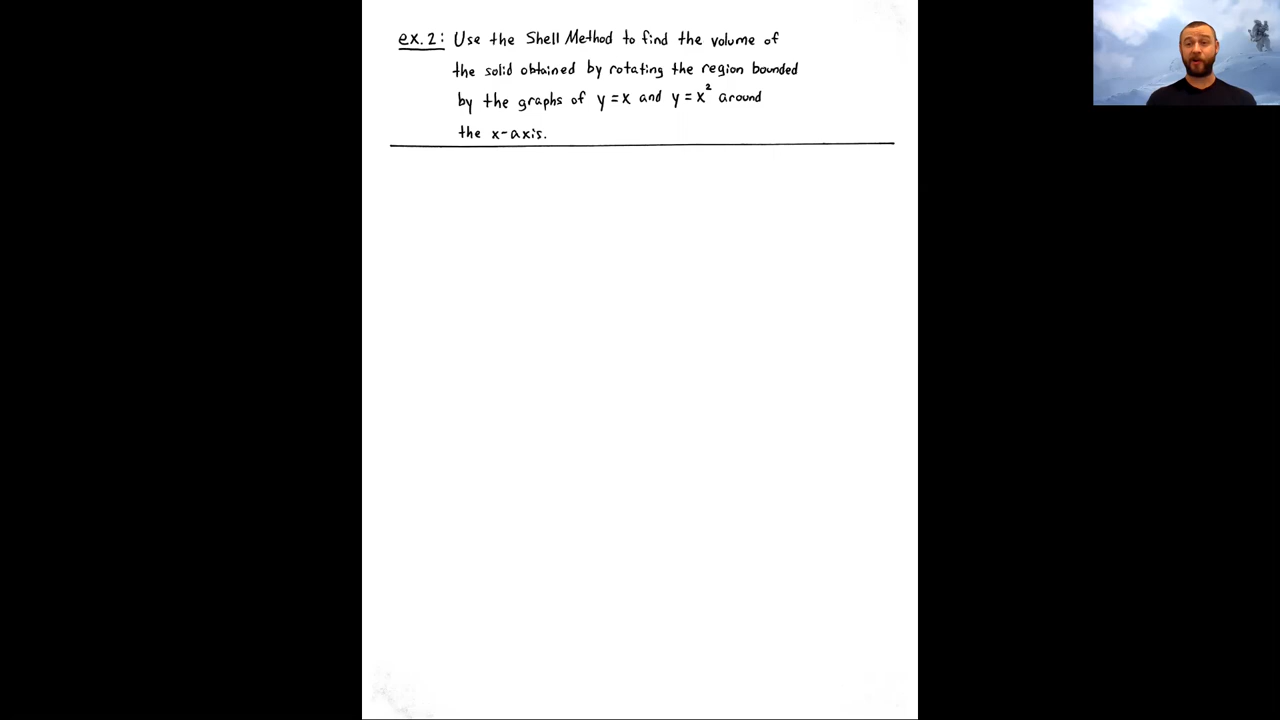 ex. 2: Use the Shell Method to find the volume of
the solid obtained by rotating the region bounded
by the graphs of y = x and y = x² around
the x-axis.